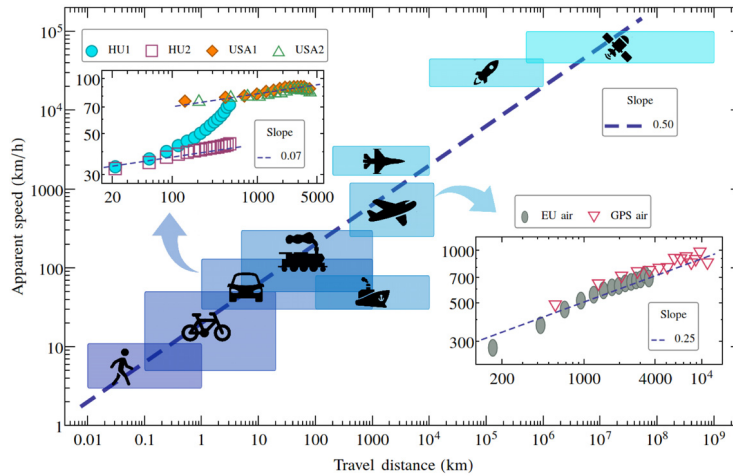 HU1 HU2 USA1 USA2
100
70
50
30
20 100 1000 5000
Slope
0.07
Slope
0.50
EU air GPS air
1000
700
500
300
200 1000 4000 10⁴
Slope
0.25
10⁵
10⁴
1000
100
10
1
0.01 0.1 1 10 100 1000 10⁴ 10⁵ 10⁶ 10⁷ 10⁸ 10⁹
Apparent speed (km/h)
Travel distance (km)